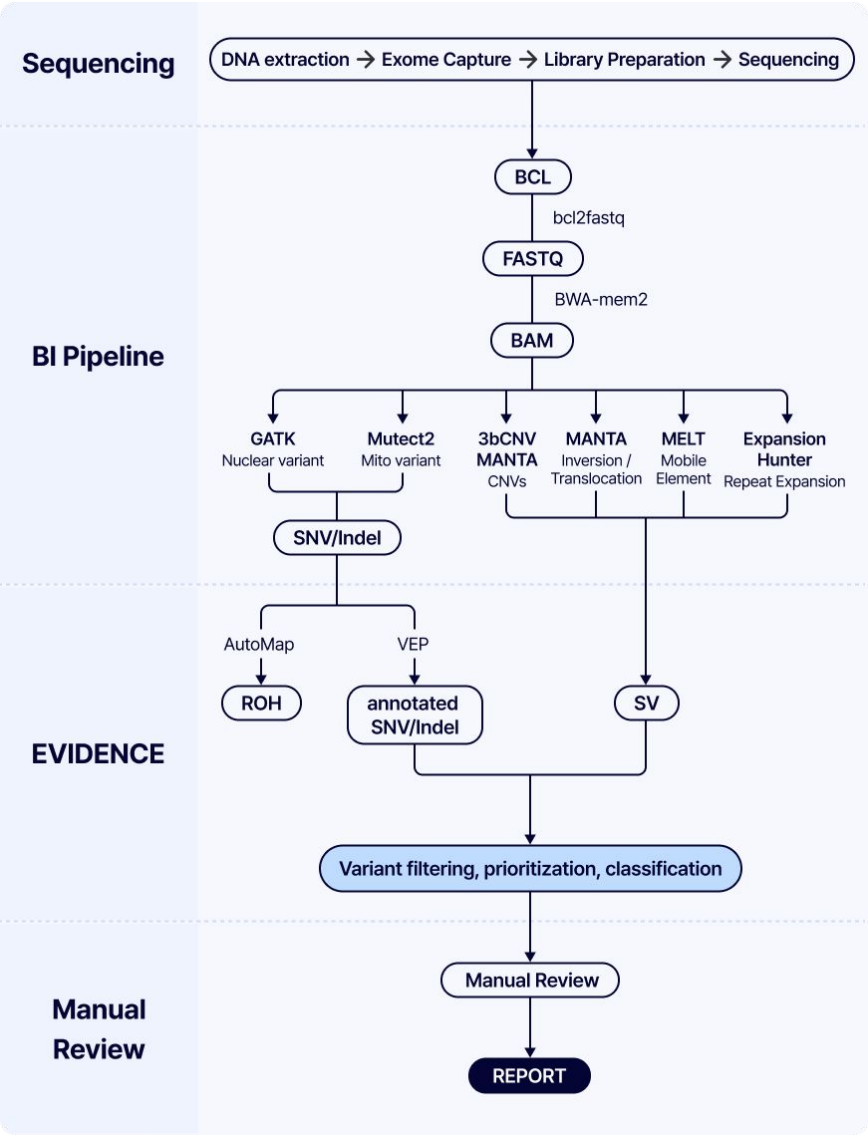 Sequencing
DNA extraction → Exome Capture → Library Preparation → Sequencing
BI Pipeline
BCL
bcl2fastq
FASTQ
BWA-mem2
BAM
GATK
Nuclear variant
Mutect2
Mito variant
3bCNV
MANTA
CNVs
MANTA
Inversion /
Translocation
MELT
Mobile
Element
Expansion
Hunter
Repeat Expansion
SNV/Indel
EVIDENCE
AutoMap
VEP
ROH
annotated
SNV/Indel
SV
Variant filtering, prioritization, classification
Manual
Review
Manual Review
REPORT